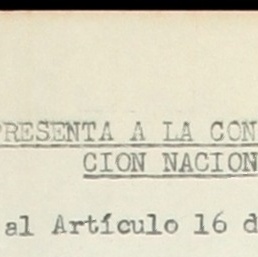 PRESENTA A LA CON
CION NACION
al Artículo 16 d